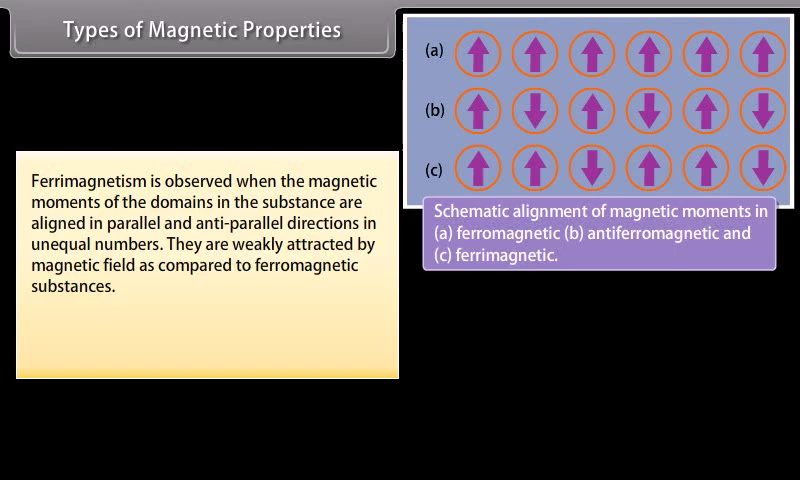 Types of Magnetic Properties
(a)
(b)
(c)
Schematic alignment of magnetic moments in
(a) ferromagnetic (b) antiferromagnetic and
(c) ferrimagnetic.
Ferrimagnetism is observed when the magnetic
moments of the domains in the substance are
aligned in parallel and anti-parallel directions in
unequal numbers. They are weakly attracted by
magnetic field as compared to ferromagnetic
substances.